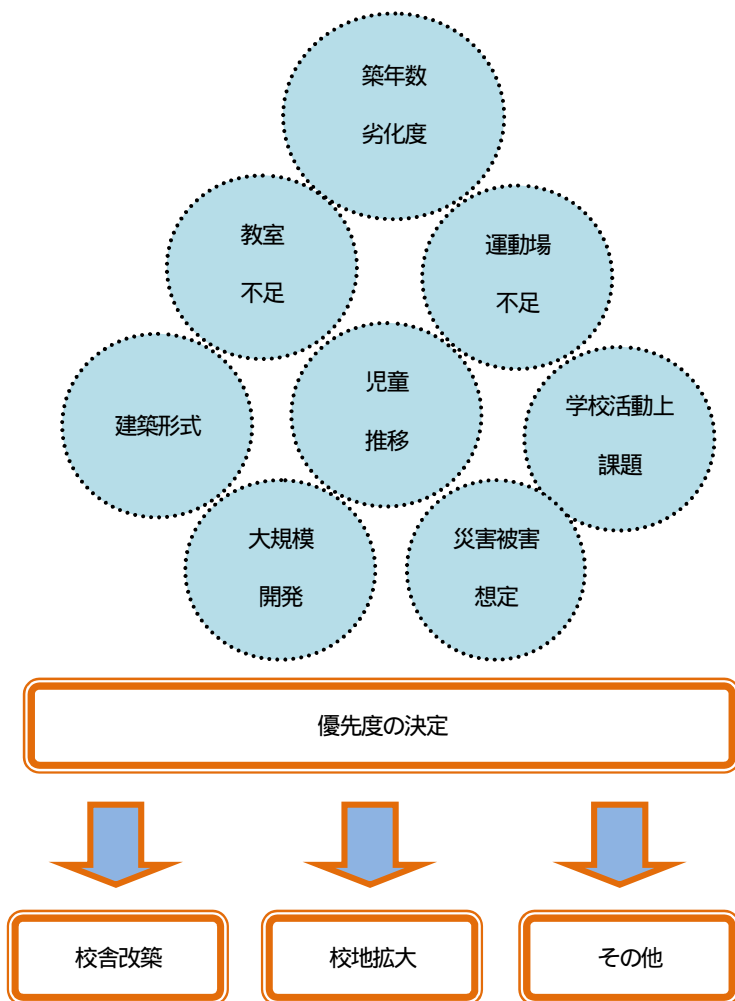 築年数
劣化度
教室
不足
運動場
不足
児童
推移
建築形式
学校活動上
課題
大規模
開発
災害被害
想定
優先度の決定
校舎改築
校地拡大
その他